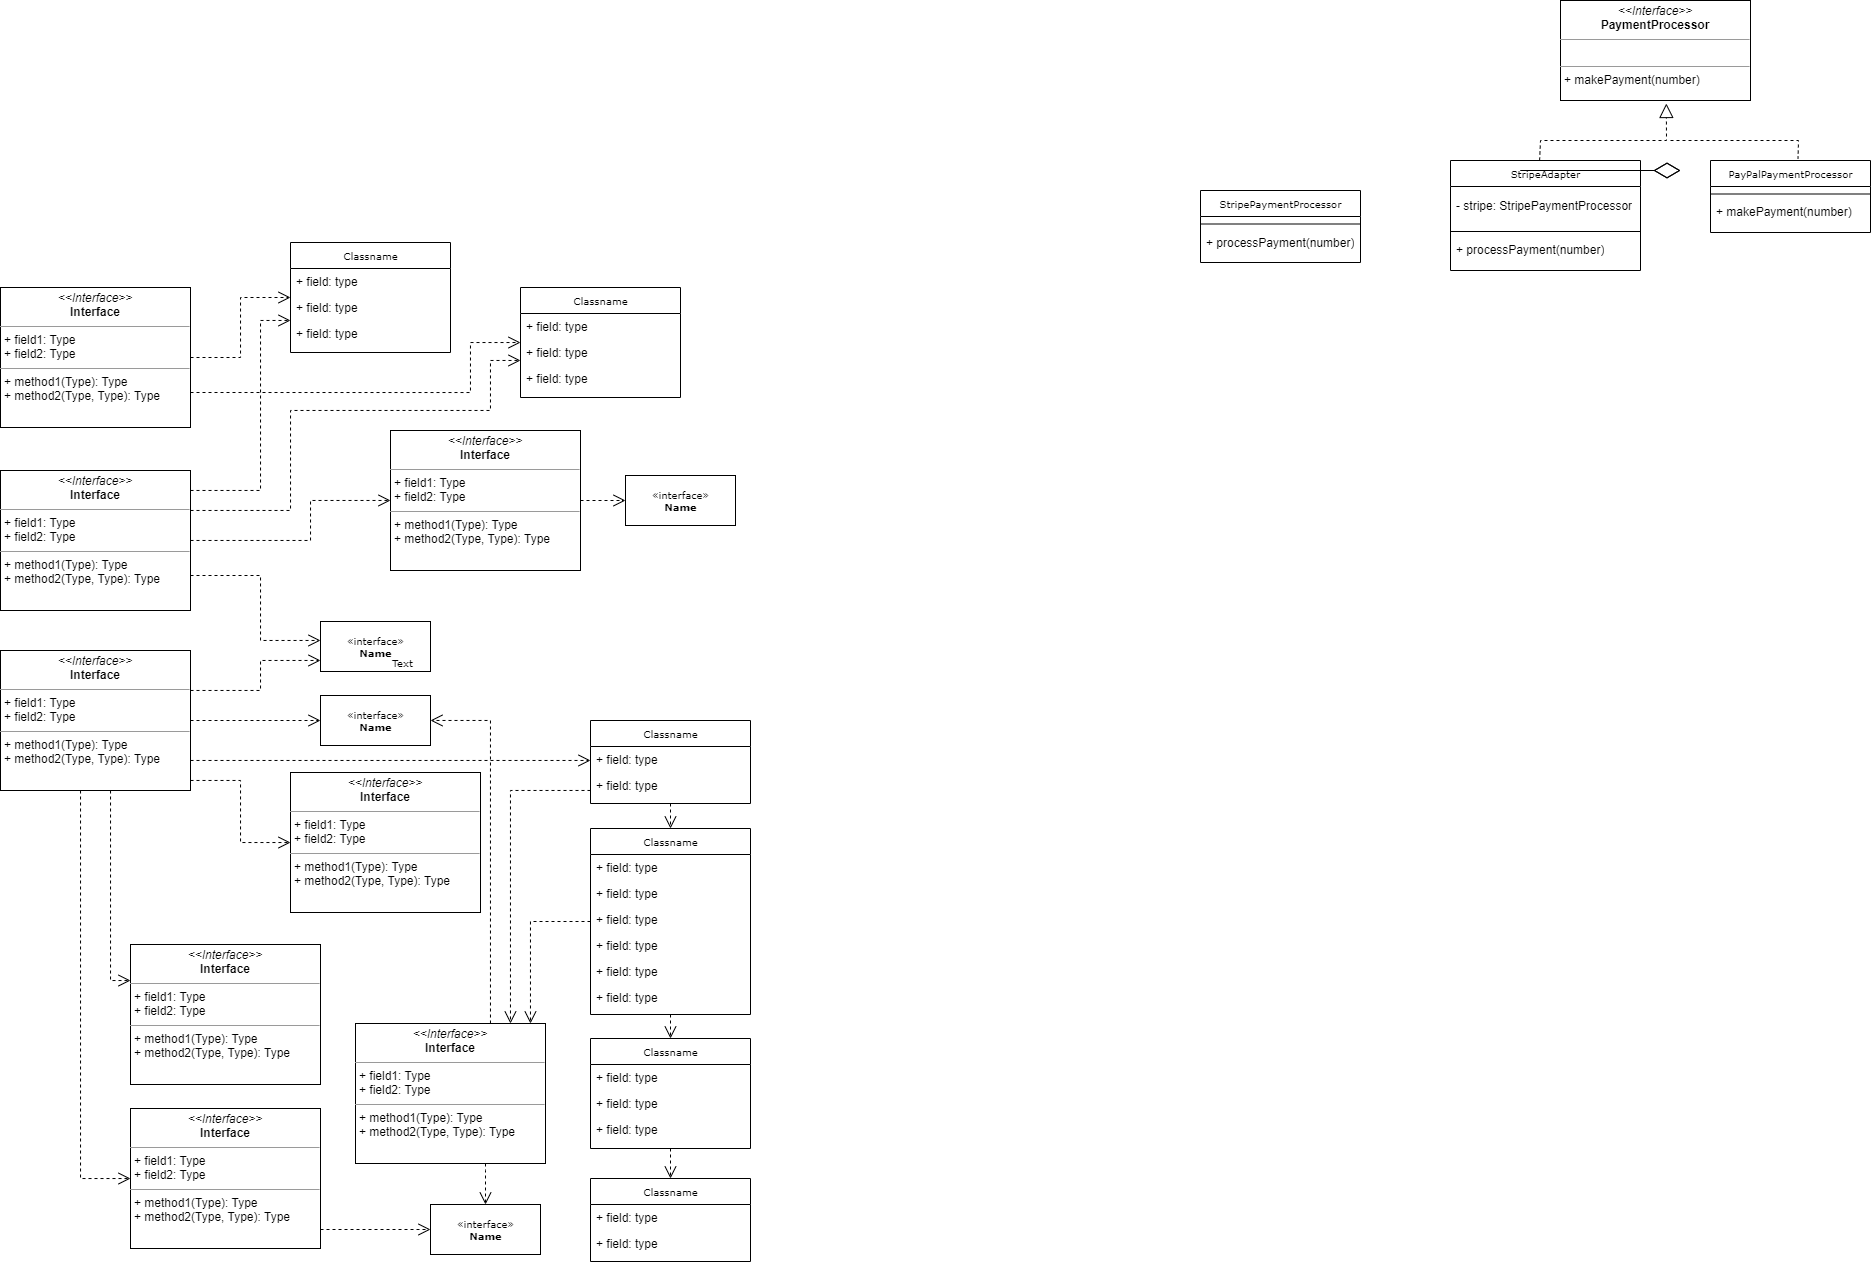 <<Interface>>
PaymentProcessor
+ makePayment(number)
StripeAdapter
- stripe: StripePaymentProcessor
+ processPayment(number)
PayPalPaymentProcessor
+ makePayment(number)
StripePaymentProcessor
+ processPayment(number)
Classname
+ field: type
+ field: type
+ field: type
<<Interface>>
Interface
+ field1: Type
+ field2: Type
+ method1(Type): Type
+ method2(Type, Type): Type
Classname
+ field: type
+ field: type
+ field: type
<<Interface>>
Interface
+ field1: Type
+ field2: Type
+ method1(Type): Type
+ method2(Type, Type): Type
«interface»
Name
<<Interface>>
Interface
+ field1: Type
+ field2: Type
+ method1(Type): Type
+ method2(Type, Type): Type
«interface»
Name
Text
<<Interface>>
Interface
+ field1: Type
+ field2: Type
+ method1(Type): Type
+ method2(Type, Type): Type
«interface»
Name
Classname
+ field: type
+ field: type
<<Interface>>
Interface
+ field1: Type
+ field2: Type
+ method1(Type): Type
+ method2(Type, Type): Type
Classname
+ field: type
+ field: type
+ field: type
+ field: type
+ field: type
+ field: type
<<Interface>>
Interface
+ field1: Type
+ field2: Type
+ method1(Type): Type
+ method2(Type, Type): Type
<<Interface>>
Interface
+ field1: Type
+ field2: Type
+ method1(Type): Type
+ method2(Type, Type): Type
Classname
+ field: type
+ field: type
+ field: type
<<Interface>>
Interface
+ field1: Type
+ field2: Type
+ method1(Type): Type
+ method2(Type, Type): Type
«interface»
Name
Classname
+ field: type
+ field: type